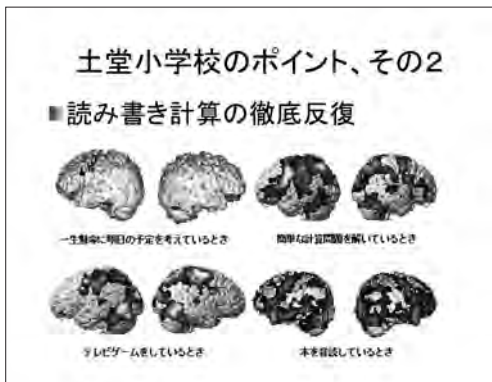 土堂小学校のポイント、その2
読み書き計算の徹底反復
一生懸命に明日の予定を考えているとき
簡単な計算問題を解いているとき
テレビゲームをしているとき
本を音読しているとき